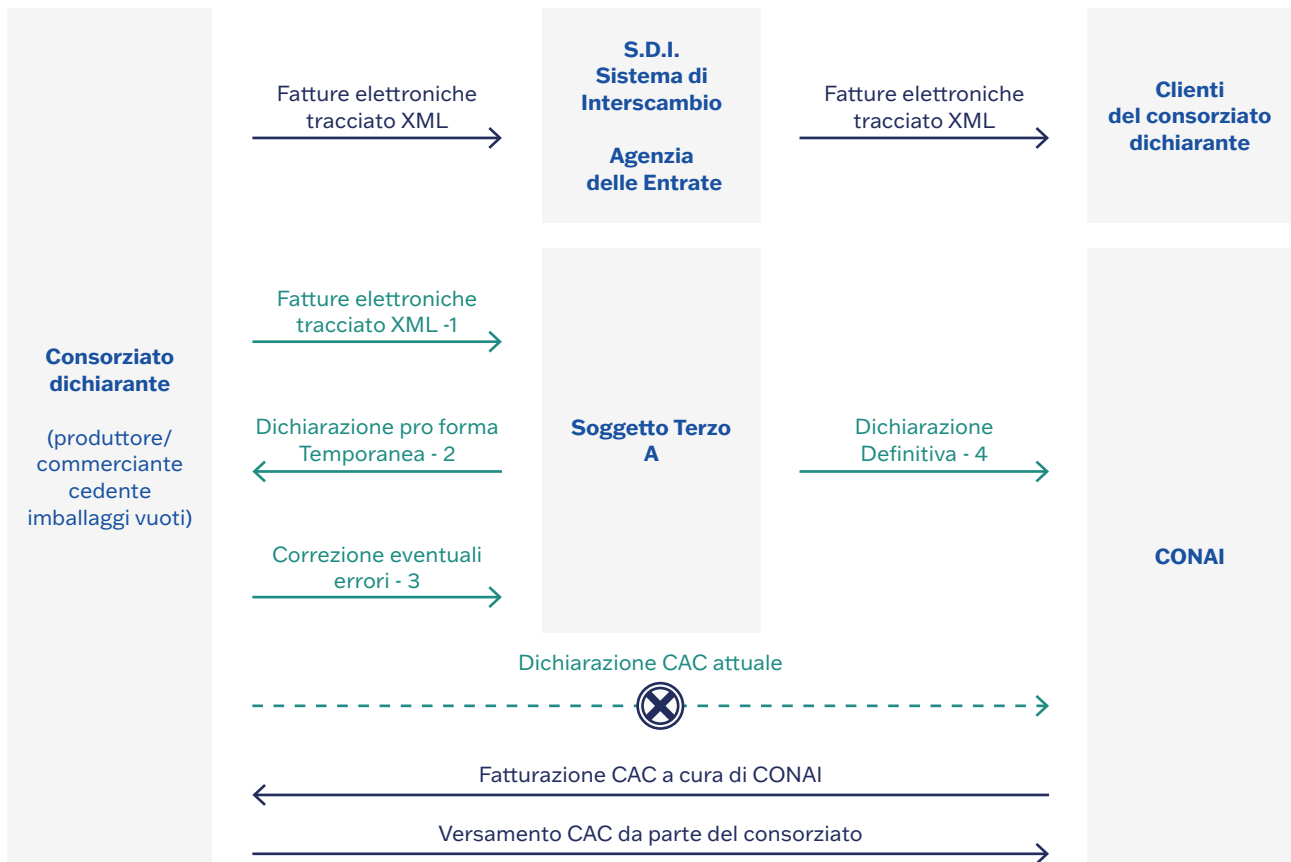 Fatture elettroniche
tracciato XML
S.D.I.
Sistema di
Interscambio
Agenzia
delle Entrate
Fatture elettroniche
tracciato XML
Clienti
del consorziato
dichiarante
Consorziato
dichiarante
(produttore/
commerciante
cedente
imballaggi vuoti)
Fatture elettroniche
tracciato XML -1
Dichiarazione pro forma
Temporanea - 2
Correzione eventuali
errori - 3
Soggetto Terzo
A
Dichiarazione
Definitiva - 4
CONAI
Dichiarazione CAC attuale
Fatturazione CAC a cura di CONAI
Versamento CAC da parte del consorziato